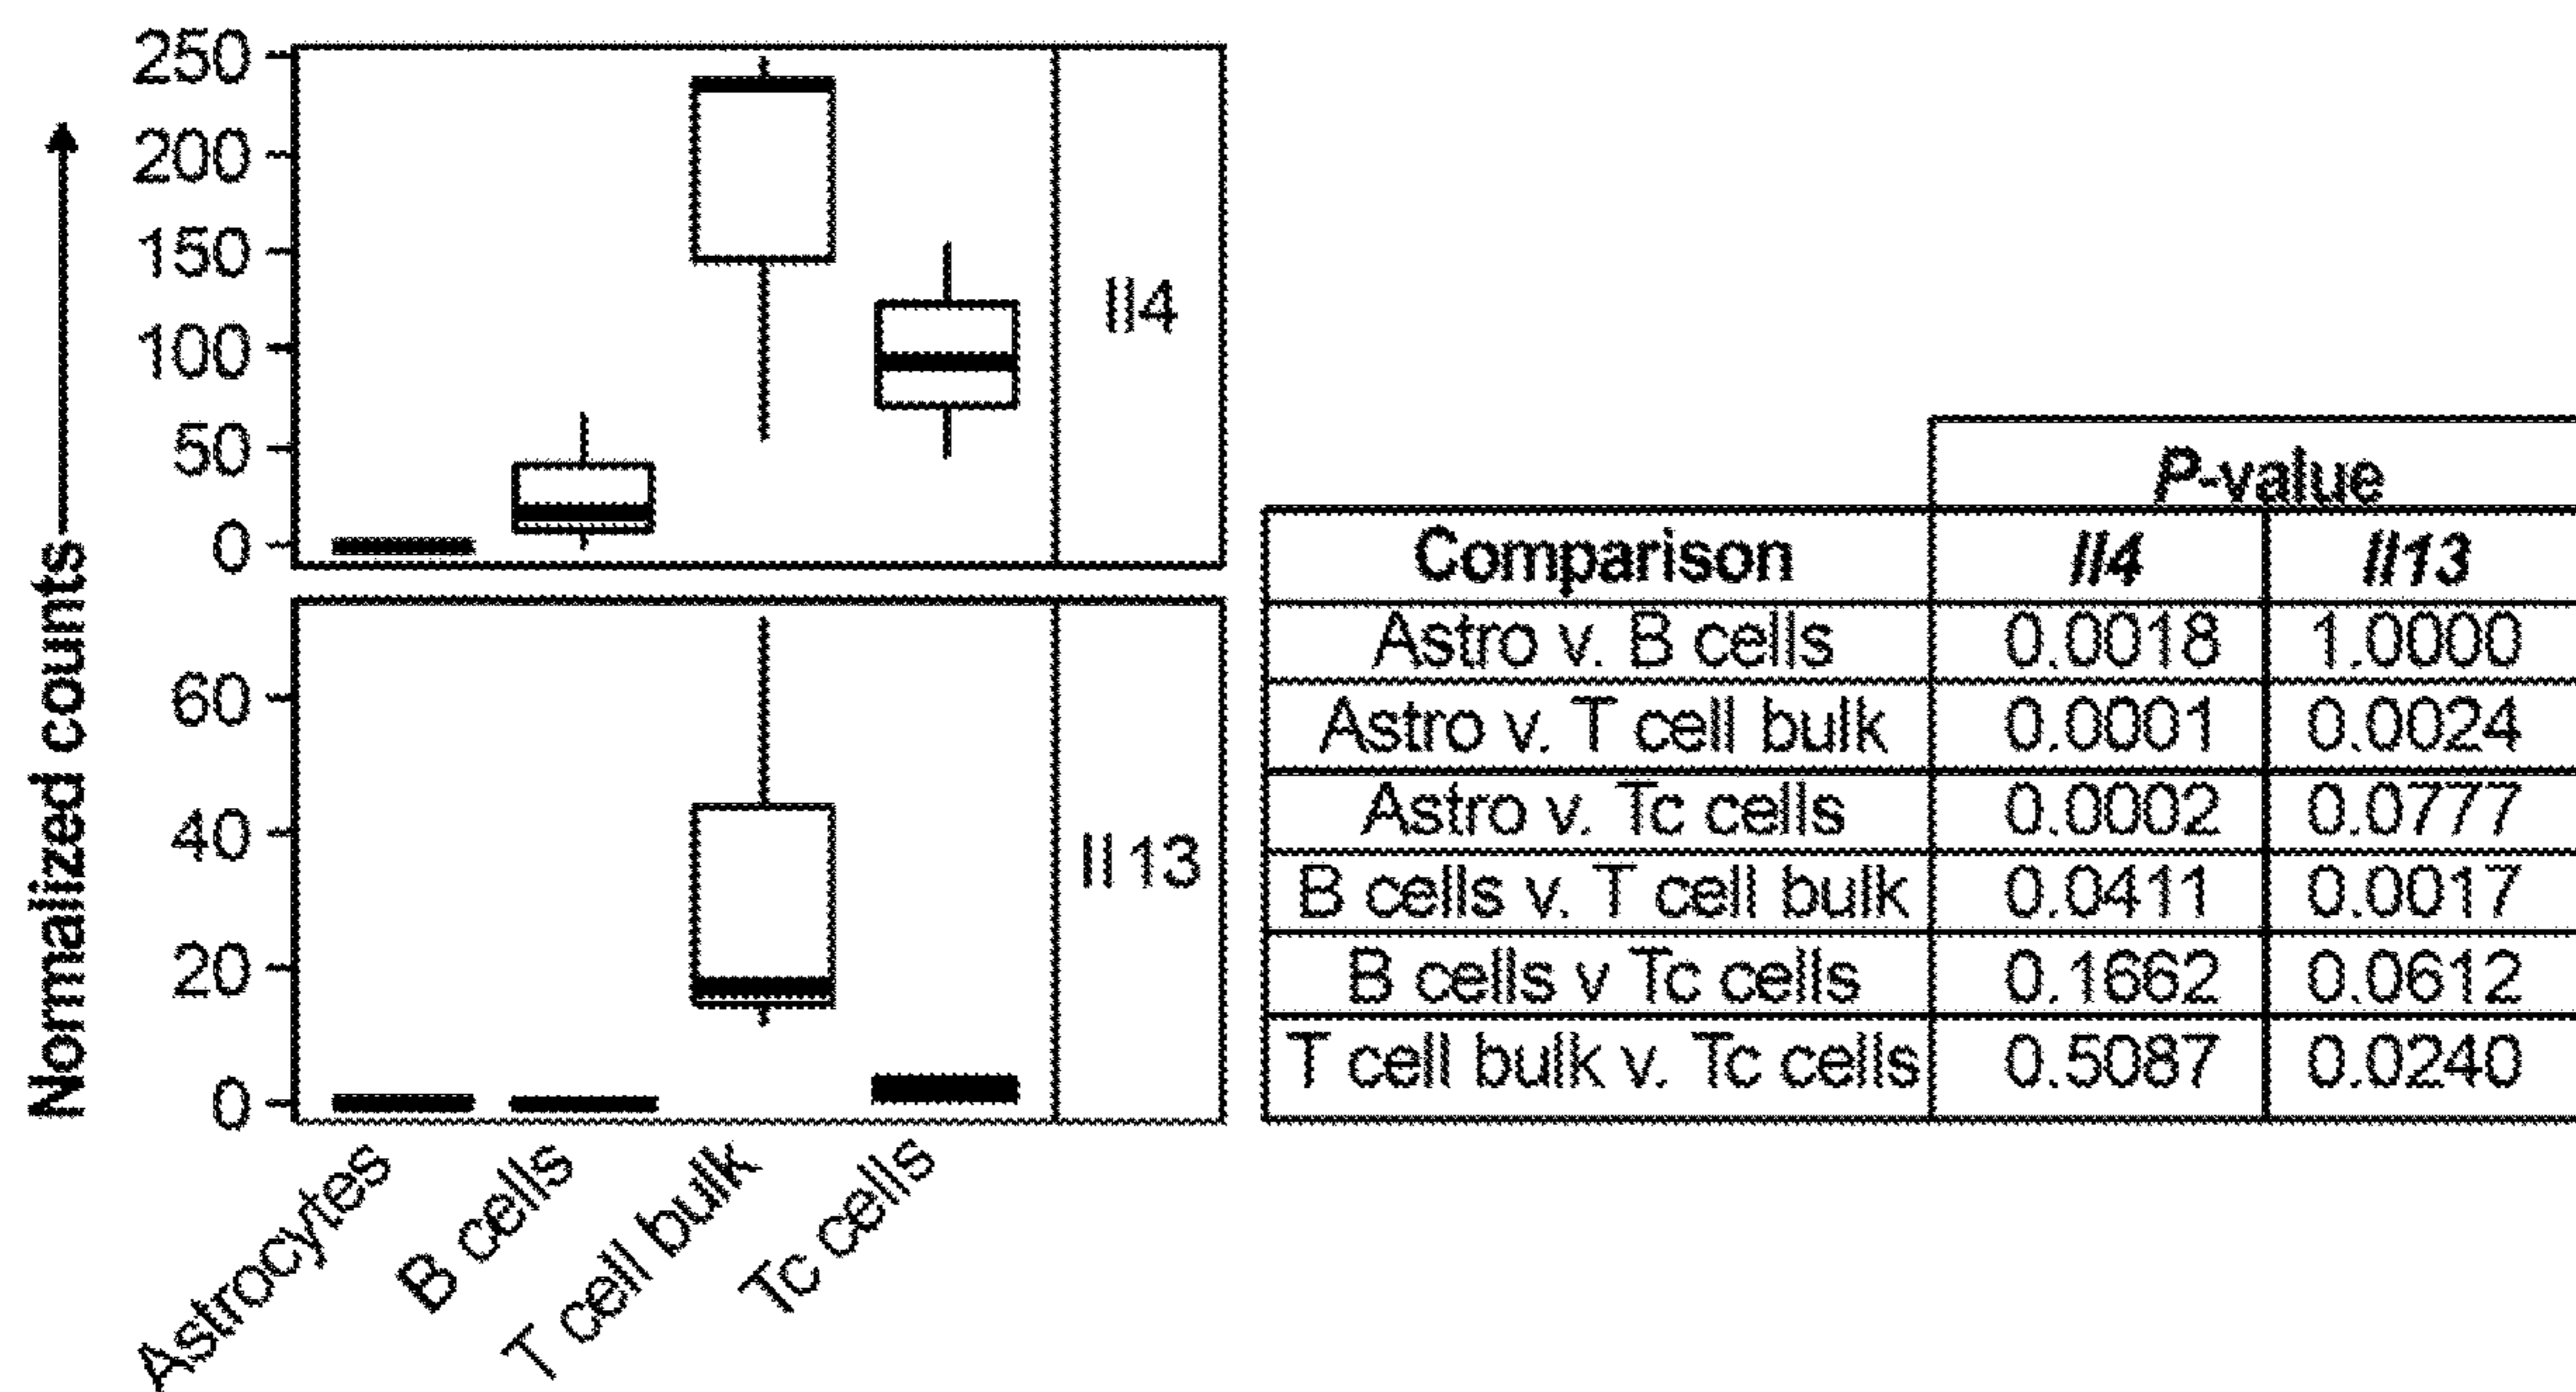 Normalized counts
250
200
150
100
50
0
Il4
60
40
20
0
Il13
Astrocytes
B cells
T cell bulk
Tc cells
P-value
Comparison Il4 Il13
Astro v. B cells 0.0018 1.0000
Astro v. T cell bulk 0.0001 0.0024
Astro v. Tc cells 0.0002 0.0777
B cells v. T cell bulk 0.0411 0.0017
B cells v Tc cells 0.1662 0.0612
T cell bulk v. Tc cells 0.5087 0.0240